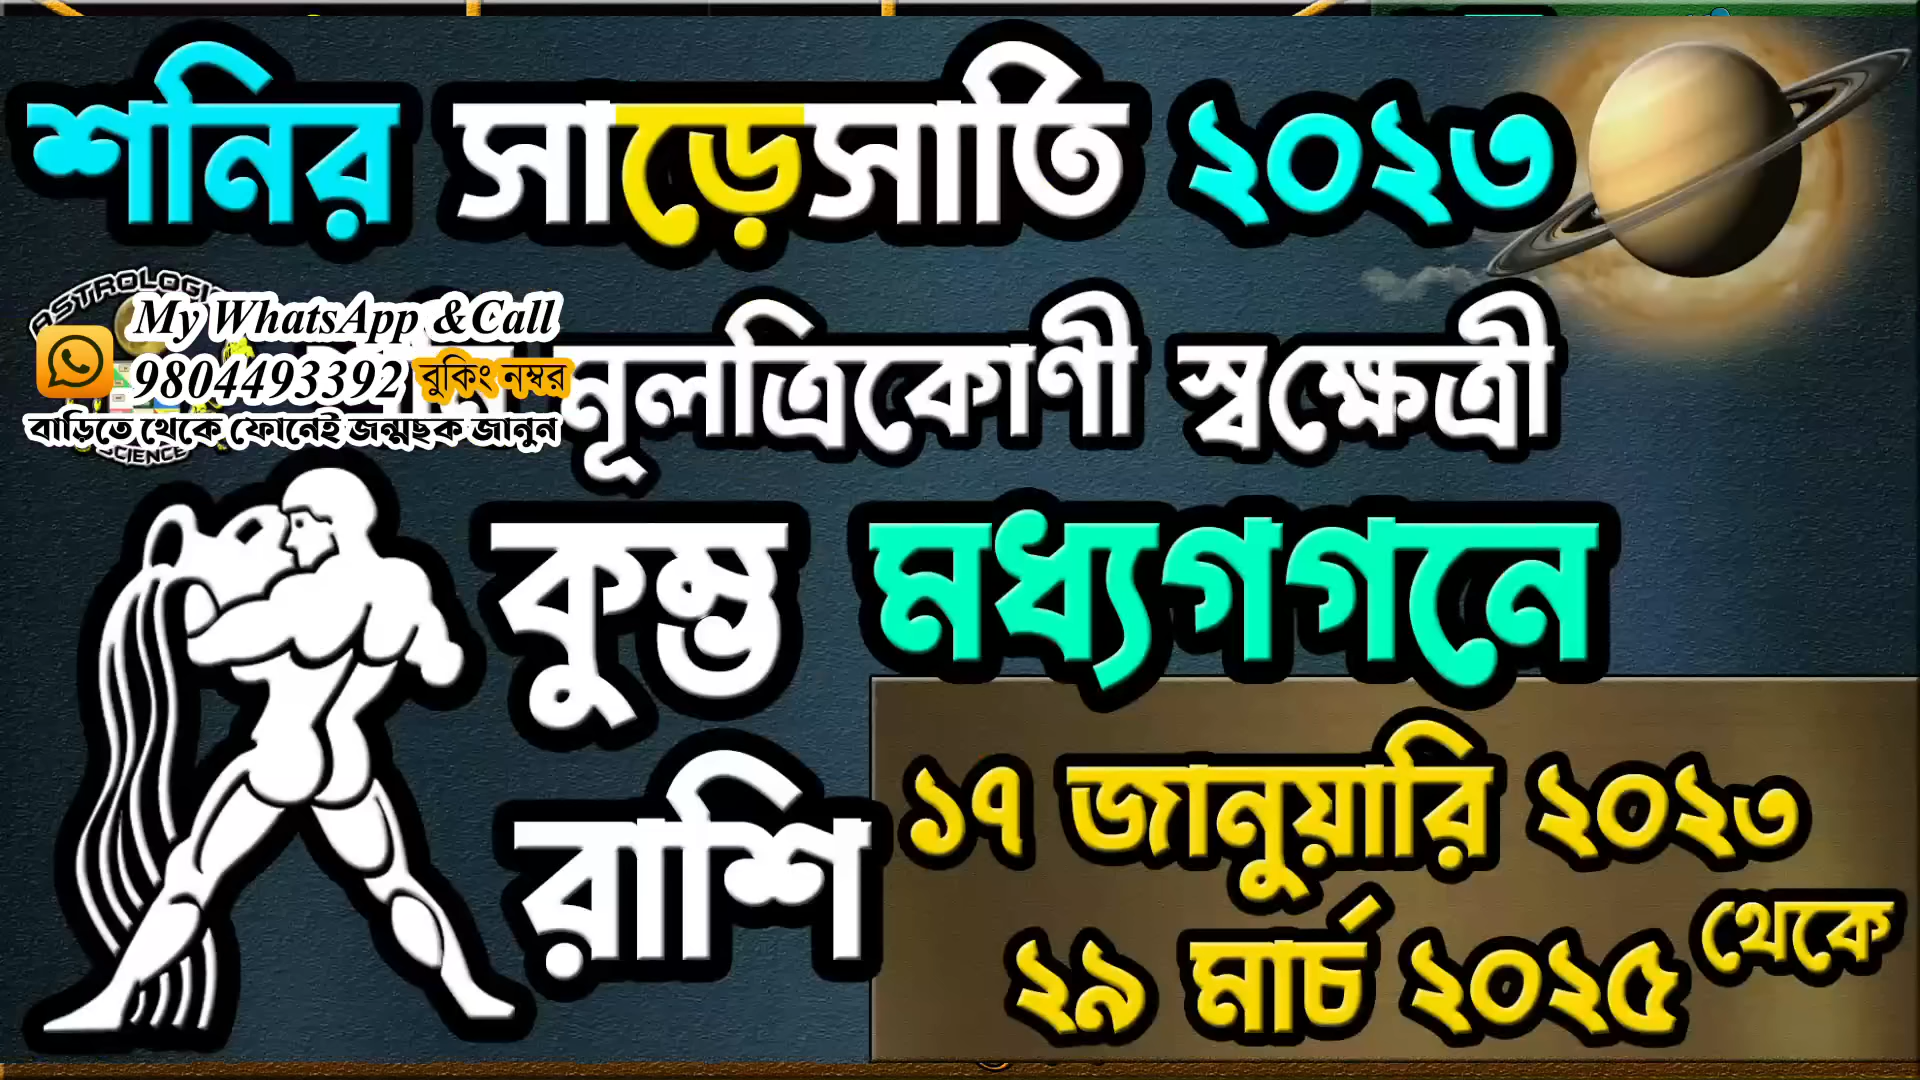 শনির সাড়েসাতি ২০২৩
ASTROLOGI
My WhatsApp &Call
9804493392 বুকিং নম্বর
বাড়িতে থেকে ফোনেই জন্মছক জানুন
SCIENCE
মূলত্রিকোণী স্বক্ষেত্রী
কুম্ভ মধ্যগগনে
রাশি
১৭ জানুয়ারি ২০২৩
থেকে
২৯ মার্চ ২০২৫